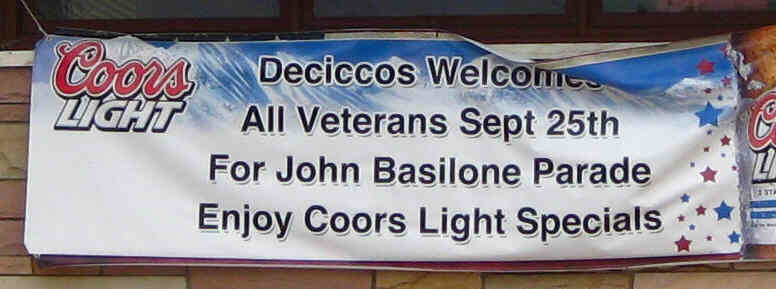 Coors
LIGHT
Deciccos Welcomes
All Veterans Sept 25th
For John Basilone Parade
Enjoy Coors Light Specials